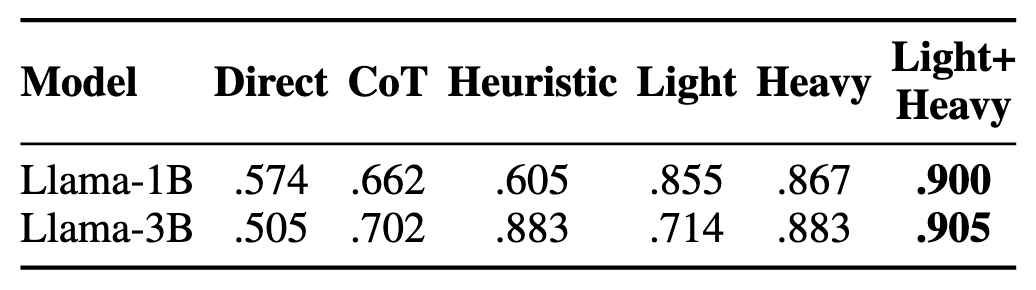 Model Direct CoT Heuristic Light Heavy Light+
Heavy
Llama-1B .574 .662 .605 .855 .867 .900
Llama-3B .505 .702 .883 .714 .883 .905